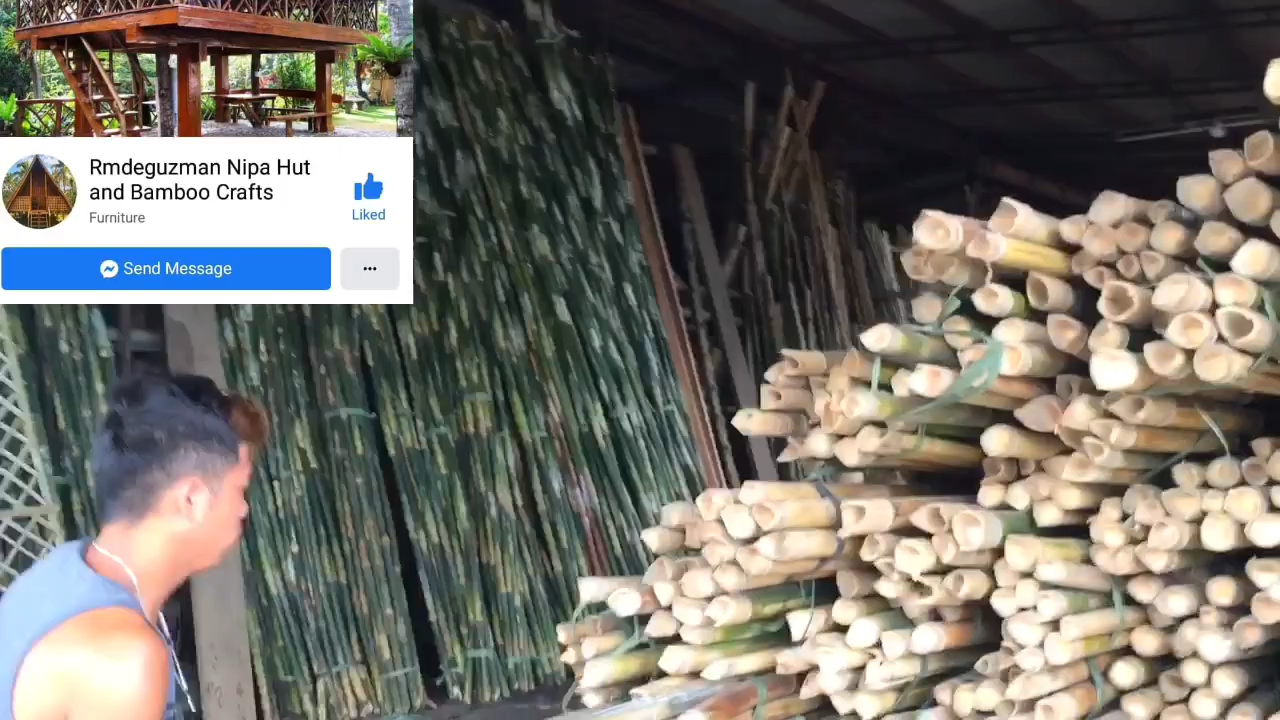 Rmdeguzman Nipa Hut
and Bamboo Crafts
Furniture
Liked
Send Message